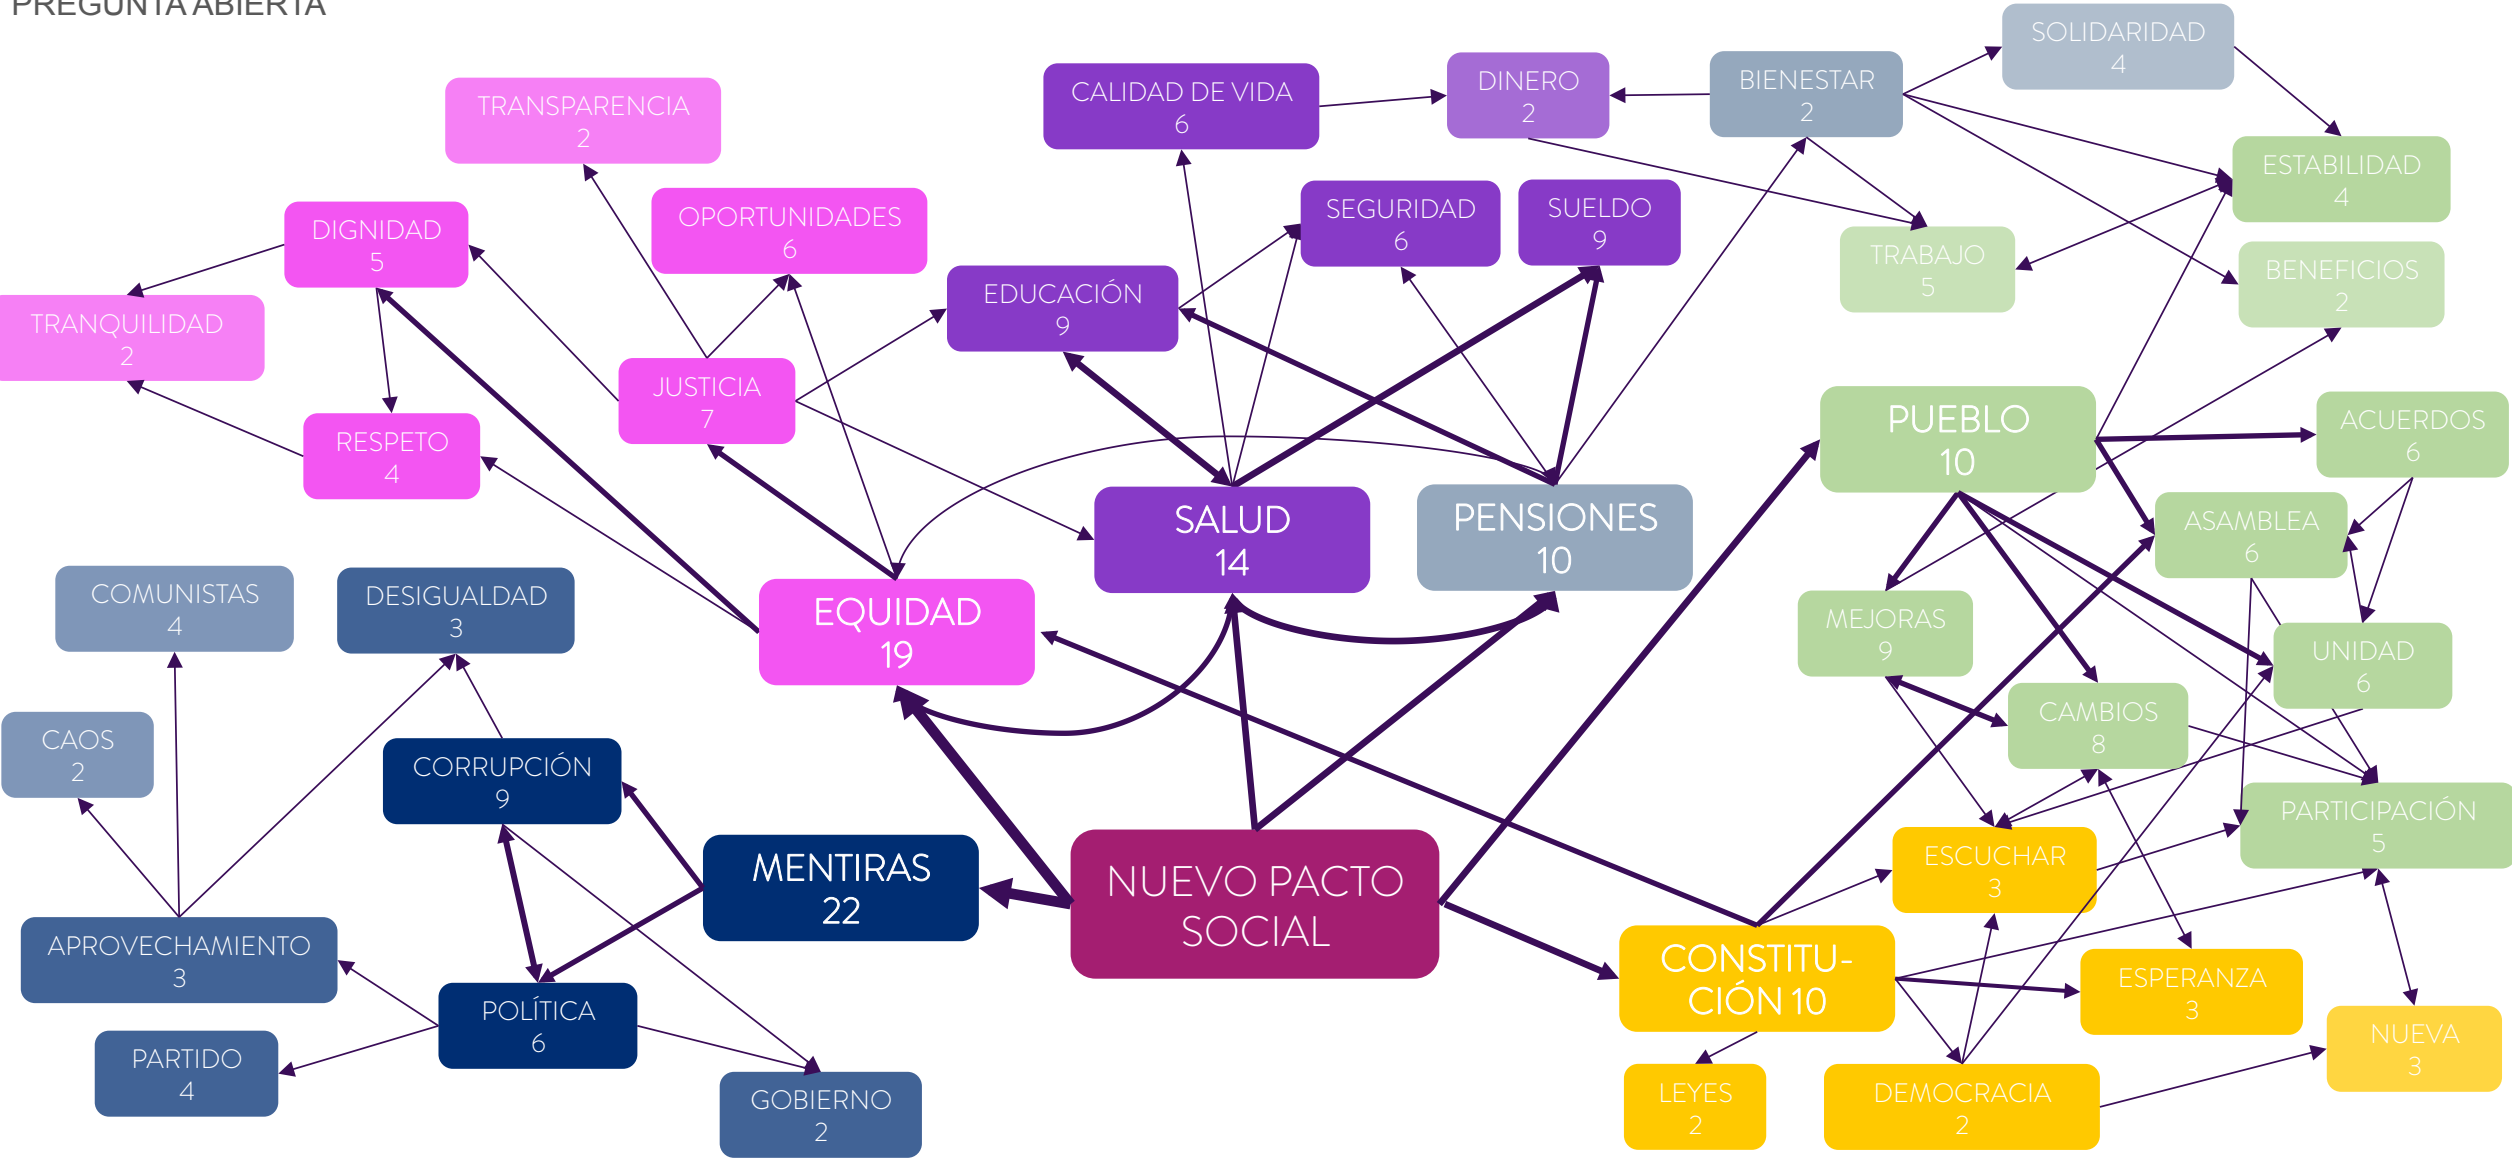 PREGUNTA ABIERTA
SOLIDARIDAD
4
CALIDAD DE VIDA
6
DINERO
2
BIENESTAR
2
TRANSPARENCIA
2
ESTABILIDAD
4
OPORTUNIDADES
6
SEGURIDAD
6
SUELDO
9
DIGNIDAD
5
TRABAJO
5
BENEFICIOS
2
EDUCACIÓN
9
TRANQUILIDAD
2
JUSTICIA
7
PUEBLO
10
ACUERDOS
6
RESPETO
4
SALUD
14
PENSIONES
10
ASAMBLEA
6
COMUNISTAS
4
DESIGUALDAD
3
EQUIDAD
19
MEJORAS
9
UNIDAD
6
CAMBIOS
8
CAOS
2
CORRUPCIÓN
9
PARTICIPACIÓN
5
MENTIRAS
22
NUEVO PACTO
SOCIAL
ESCUCHAR
3
APROVECHAMIENTO
3
CONSTITU-
CIÓN 10
ESPERANZA
3
POLÍTICA
6
PARTIDO
4
NUEVA
3
GOBIERNO
2
LEYES
2
DEMOCRACIA
2